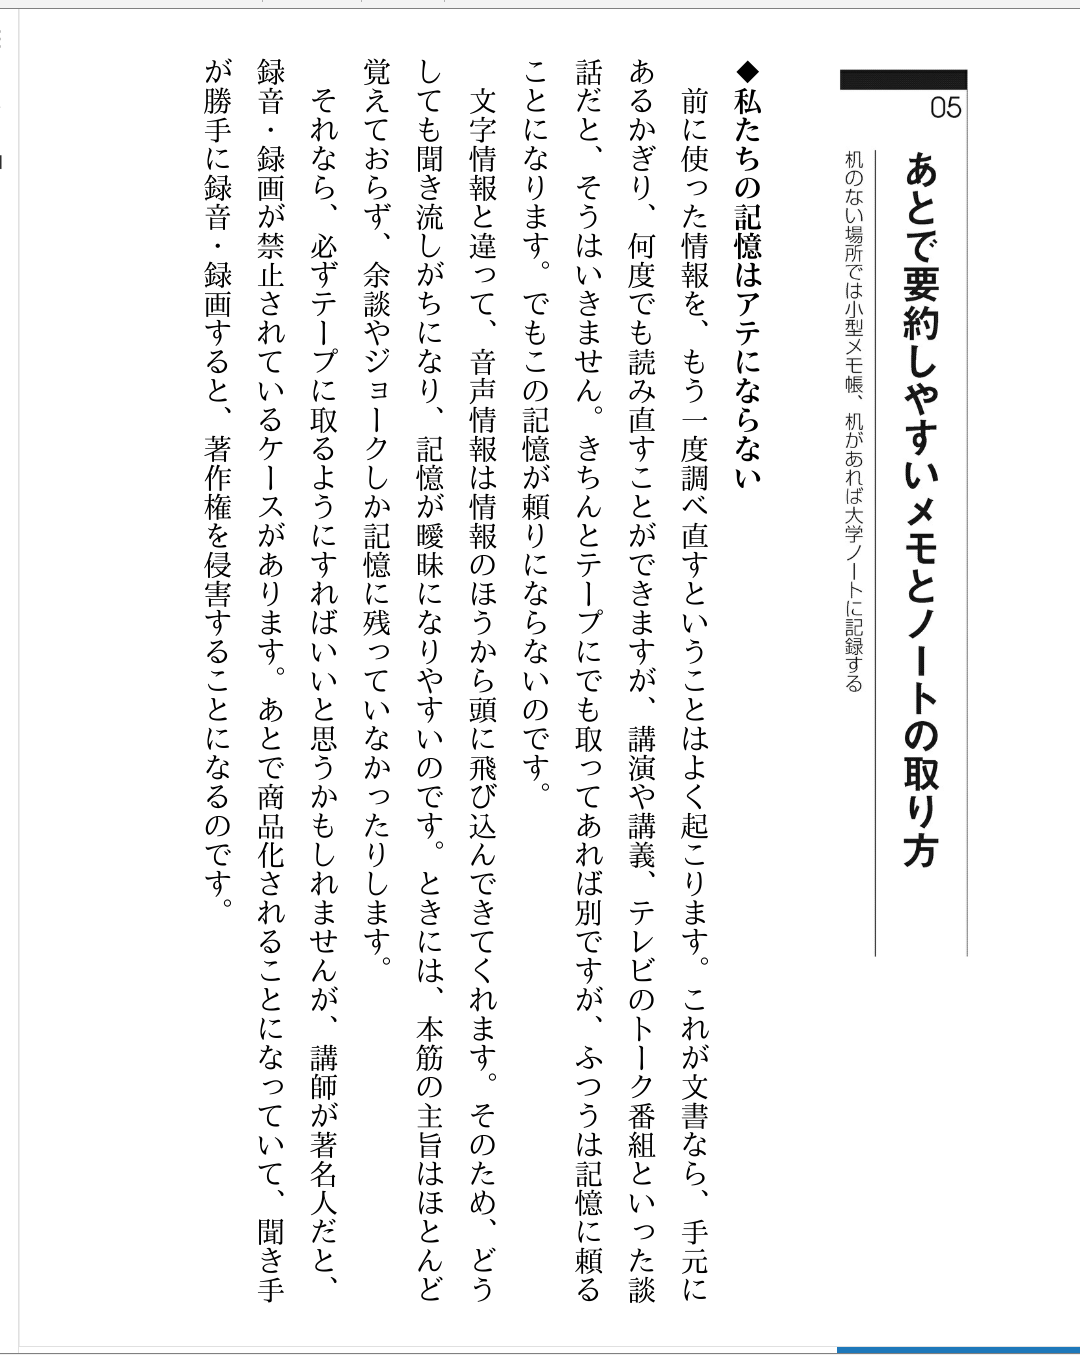 05
あとで要約しやすいメモとノートの取り方
机のない場所では小型メモ帳、机があれば大学ノートに記録する
◆私たちの記憶はアテにならない
前に使った情報を、もう一度調べ直すということはよく起こります。これが文書なら、手元に
あるかぎり、何度でも読み直すことができますが、講演や講義、テレビのトーク番組といった談
話だと、そうはいきません。きちんとテープにでも取ってあれば別ですが、ふつうは記憶に頼る
ことになります。でもこの記憶が頼りにならないのです。
文字情報と違って、音声情報は情報のほうから頭に飛び込んできてくれます。そのため、どう
しても聞き流しがちになり、記憶が曖昧になりやすいのです。ときには、本筋の主旨はほとんど
覚えておらず、余談やジョークしか記憶に残っていなかったりします。
それなら、必ずテープに取るようにすればいいと思うかもしれませんが、講師が著名人だと、
録音・録画が禁止されているケースがあります。あとで商品化されることになっていて、聞き手
が勝手に録音・録画すると、著作権を侵害することになるのです。